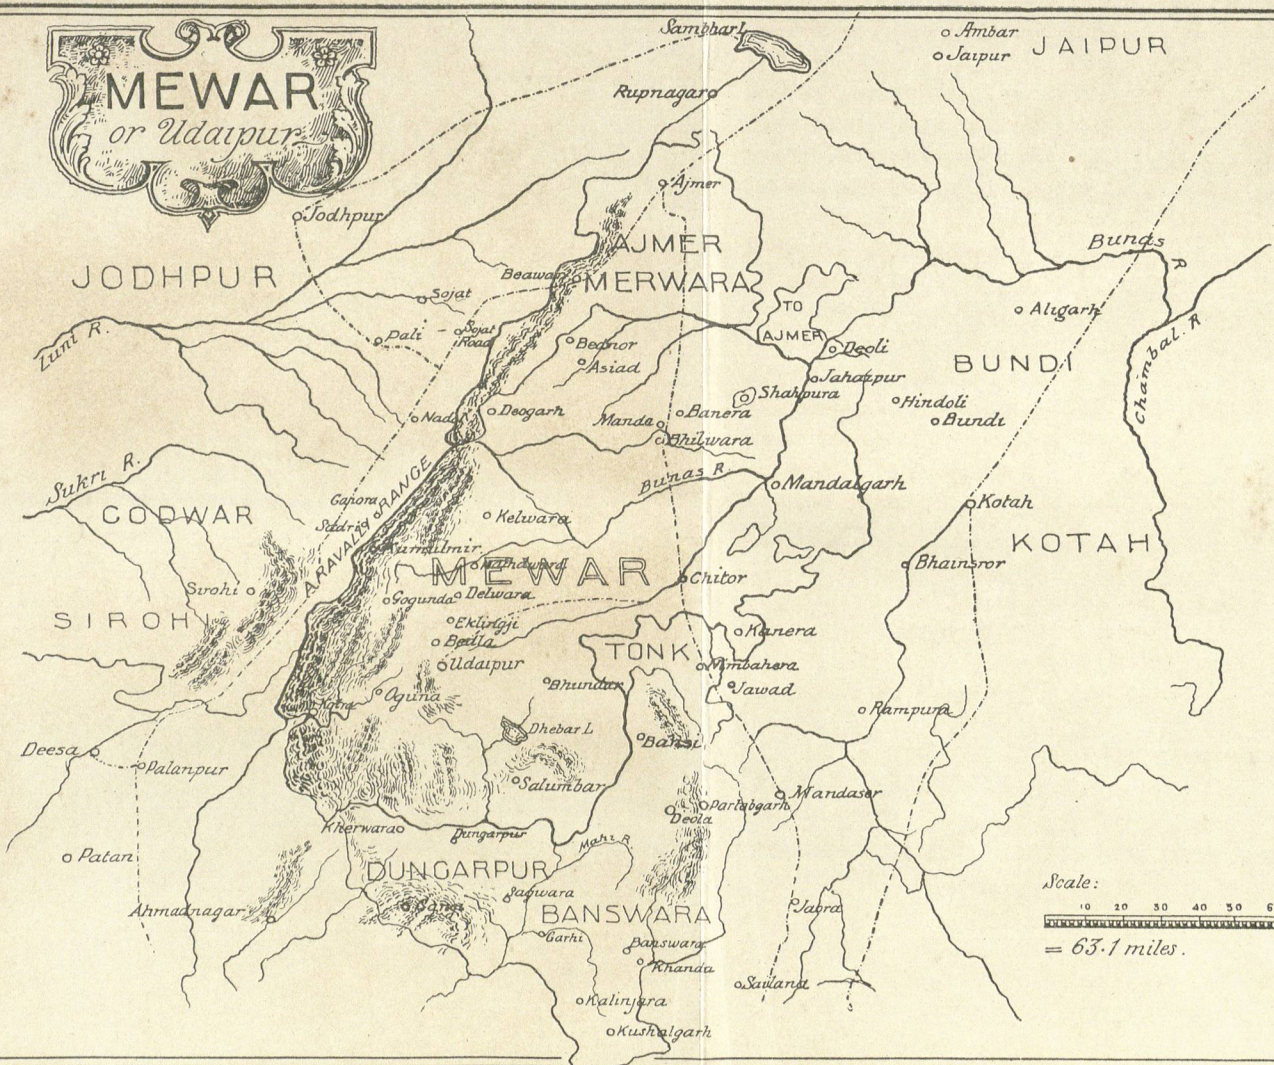 MEWAR
or Udaipur
Sambhar L
Ambar
Jaipur
JAIPUR
Rupnagar
Ajmer
Jodhpur
AJMER
MERWARA
JODHPUR
Beawar
Bunas
R
Sojat
TO
AJMER
Aligarh
Luni R.
Pali
Sojat
Road
Bednor
Asiad
Deoli
BUNDI
Chambal. R
Jahazpur
Shahpura
Hindoli
Bundi
Deogarh
Banera
Bhilwara
Sukri R.
Bunas R.
Mandalgarh
Kotah
GODWAR
Ganora
Sadri
ARAVALLI RANGE
Kelwara
KOTAH
Kumulmir
MEWAR
Chitor
Bhainsror
Sirohi
Gogunda
Delwara
SIROHI
Eklingji
Bedla
Kanera
TONK
Udaipur
Nimbahera
Jawad
Oguna
Bhundar
Rampura
Kotra
Dhebar L
Bansi
Deesa
Palanpur
Salumbar
Mandasor
Partabgarh
Deola
Kherwara
Dungarpur
Mahi R
Patan
DUNGARPUR
Sagwara
Ahmadnagar
BANSWARA
Jaora
Garhi
Banswara
Khanda
Sailana
Kalinjara
Kushalgarh
Scale:
10 20 30 40 50
= 63.1 miles.